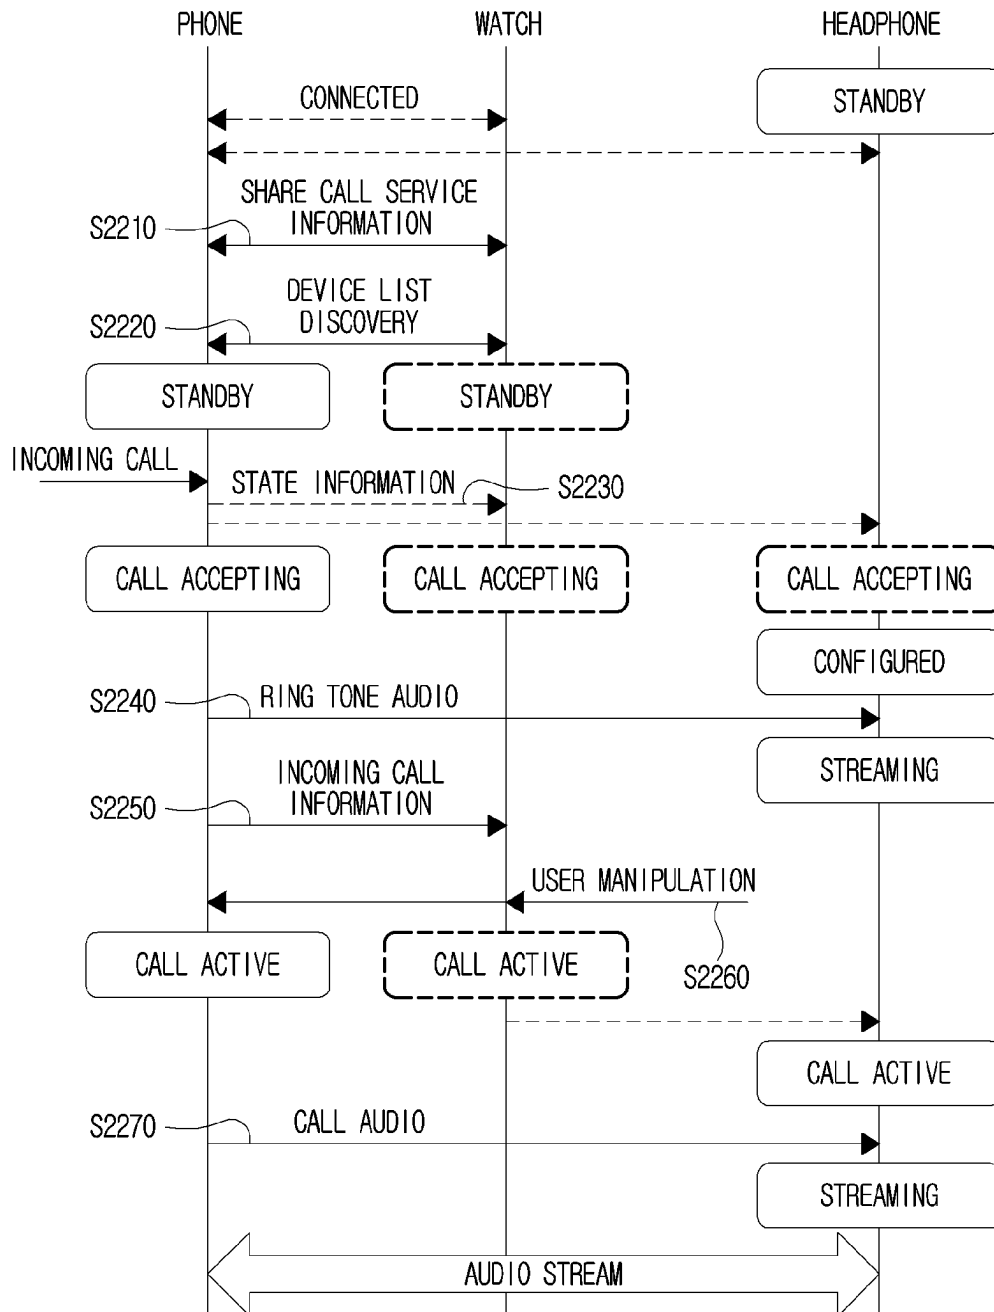 PHONE
WATCH
HEADPHONE
CONNECTED
STANDBY
SHARE CALL SERVICE
INFORMATION
S2210
DEVICE LIST
DISCOVERY
S2220
STANDBY
STANDBY
INCOMING CALL
STATE INFORMATION
S2230
CALL ACCEPTING
CALL ACCEPTING
CALL ACCEPTING
CONFIGURED
S2240
RING TONE AUDIO
STREAMING
INCOMING CALL
INFORMATION
S2250
USER MANIPULATION
CALL ACTIVE
CALL ACTIVE
S2260
CALL ACTIVE
S2270
CALL AUDIO
STREAMING
AUDIO STREAM